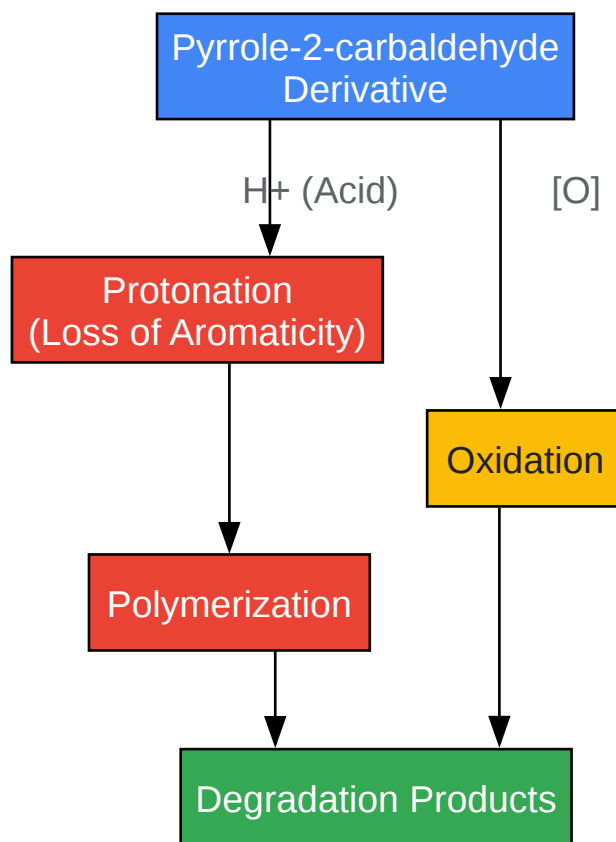 Pyrrole-2-carbaldehyde
Derivative
H+ (Acid)
[O]
Protonation
(Loss of Aromaticity)
Oxidation
Polymerization
Degradation Products